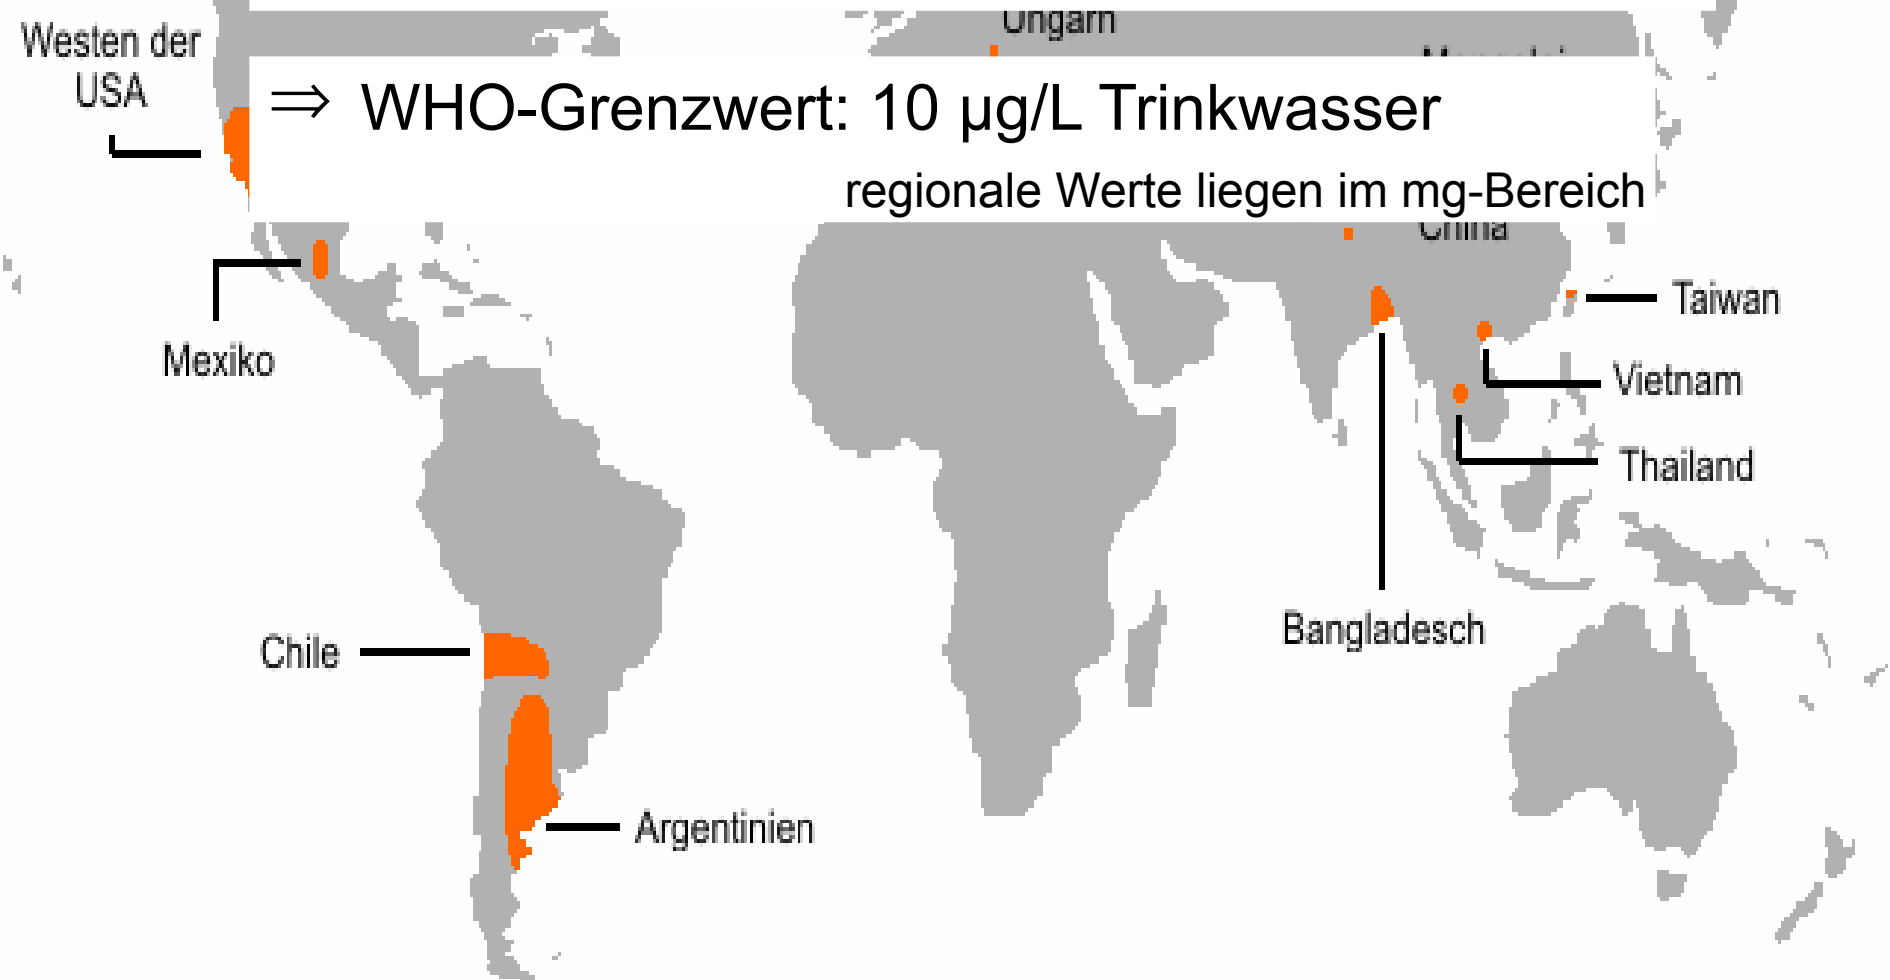 Ungarn
Westen der
USA
⇒ WHO-Grenzwert: 10 µg/L Trinkwasser
regionale Werte liegen im mg-Bereich
China
Taiwan
Mexiko
Vietnam
Thailand
Bangladesch
Chile
Argentinien